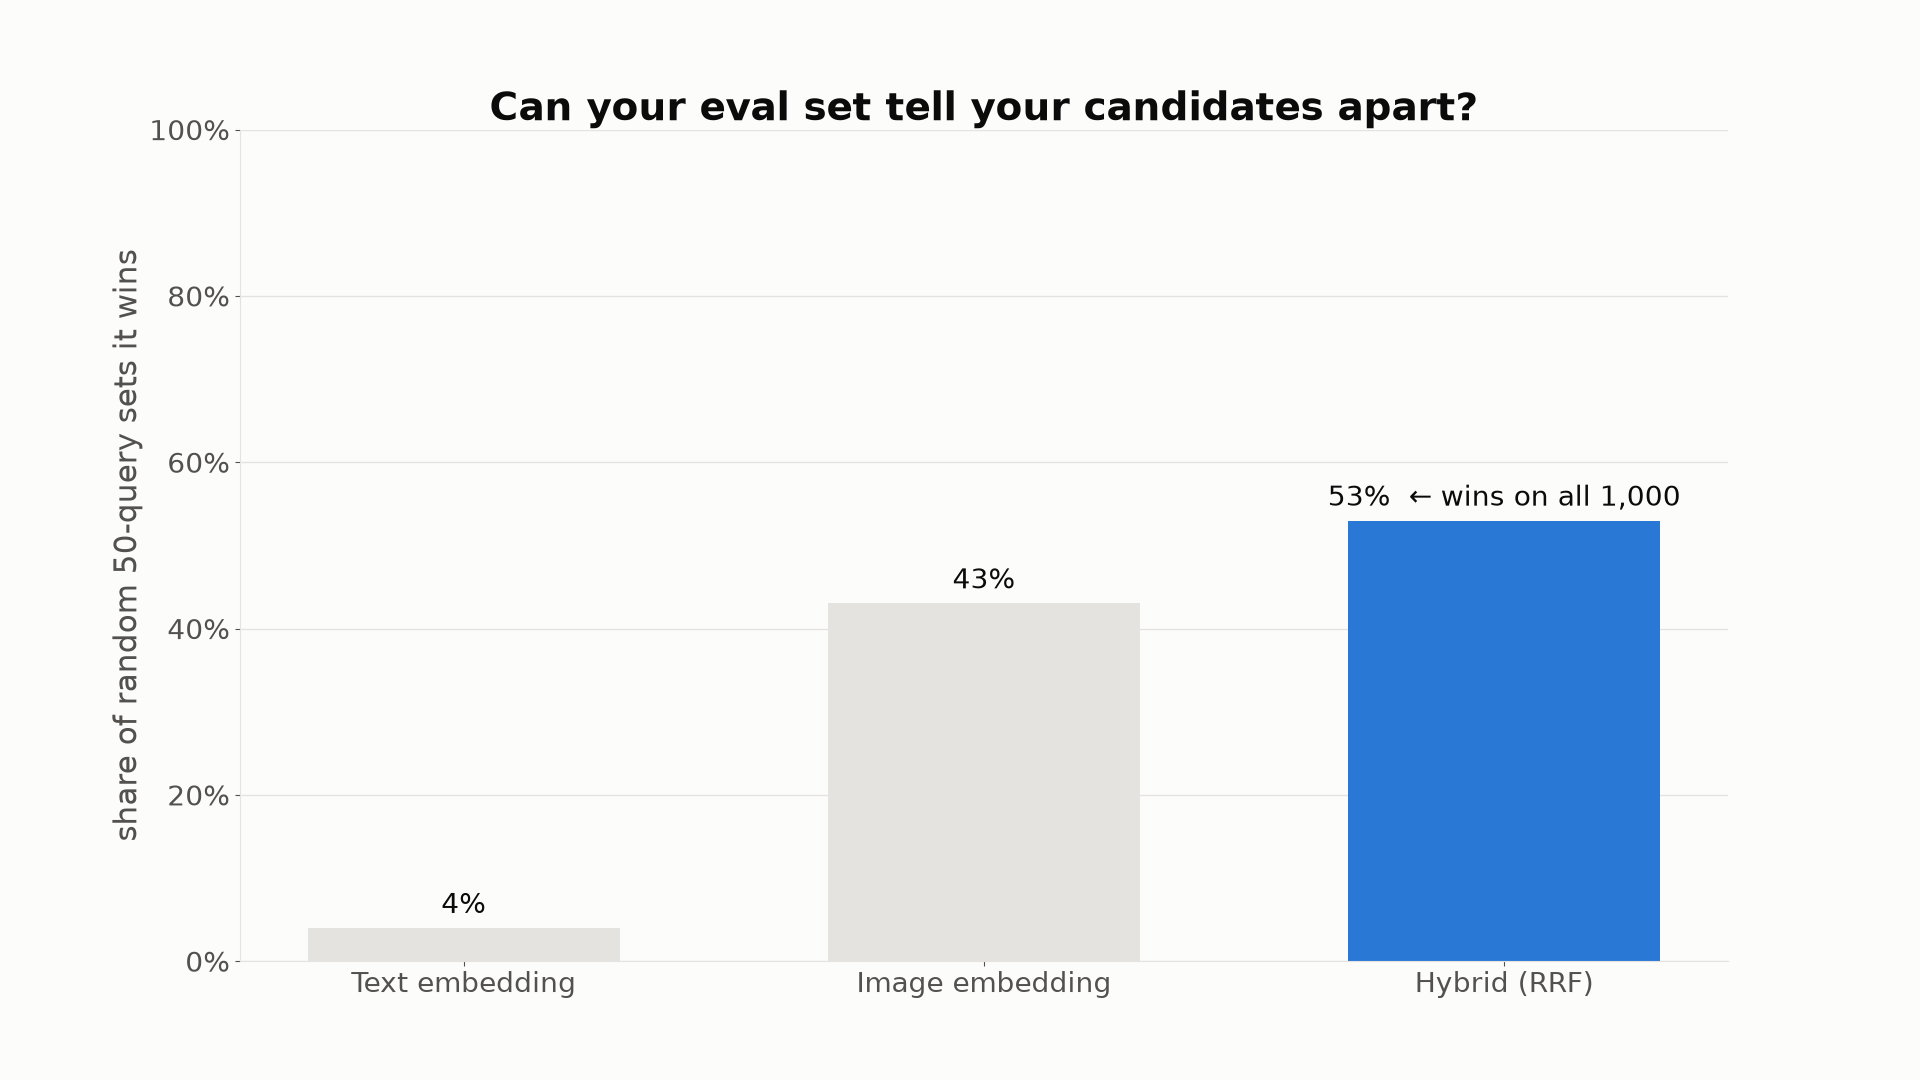 Can your eval set tell your candidates apart?
share of random 50-query sets it wins
100%
80%
60%
40%
20%
0%
4%
43%
53% ← wins on all 1,000
Text embedding
Image embedding
Hybrid (RRF)